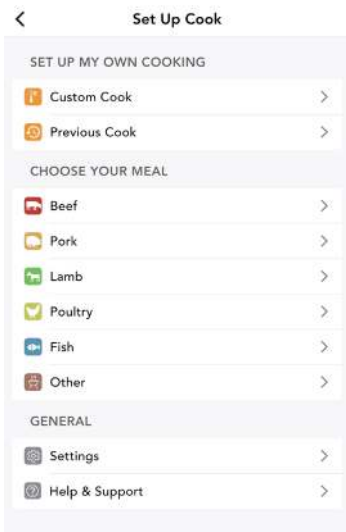 Set Up Cook
SET UP MY OWN COOKING
Custom Cook
Previous Cook
CHOOSE YOUR MEAL
Beef
Pork
Lamb
Poultry
Fish
Other
GENERAL
Settings
Help & Support